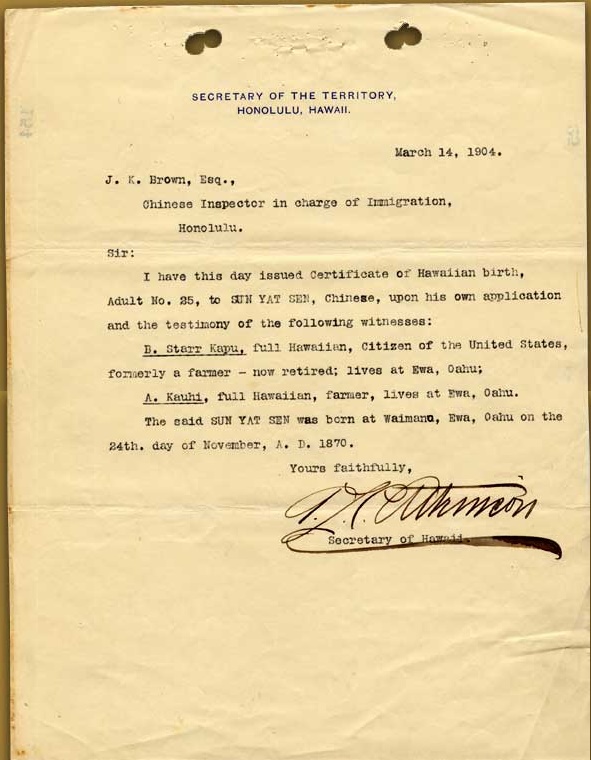 SECRETARY OF THE TERRITORY,
HONOLULU, HAWAII.
March 14, 1904.
J. K. Brown, Esq.,
Chinese Inspector in charge of Immigration,
Honolulu.
Sir:
I have this day issued Certificate of Hawaiian birth,
Adult No. 25, to SUN YAT SEN, Chinese, upon his own application
and the testimony of the following witnesses:
B. Starr Kapu, full Hawaiian, Citizen of the United States,
formerly a farmer - now retired; lives at Ewa, Oahu;
A. Kauhi, full Hawaiian, farmer, lives at Ewa, Oahu.
The said SUN YAT SEN was born at Waimano, Ewa, Oahu on the
24th. day of November, A. D. 1870.
Yours faithfully,
Atkinson
Secretary of Hawaii.